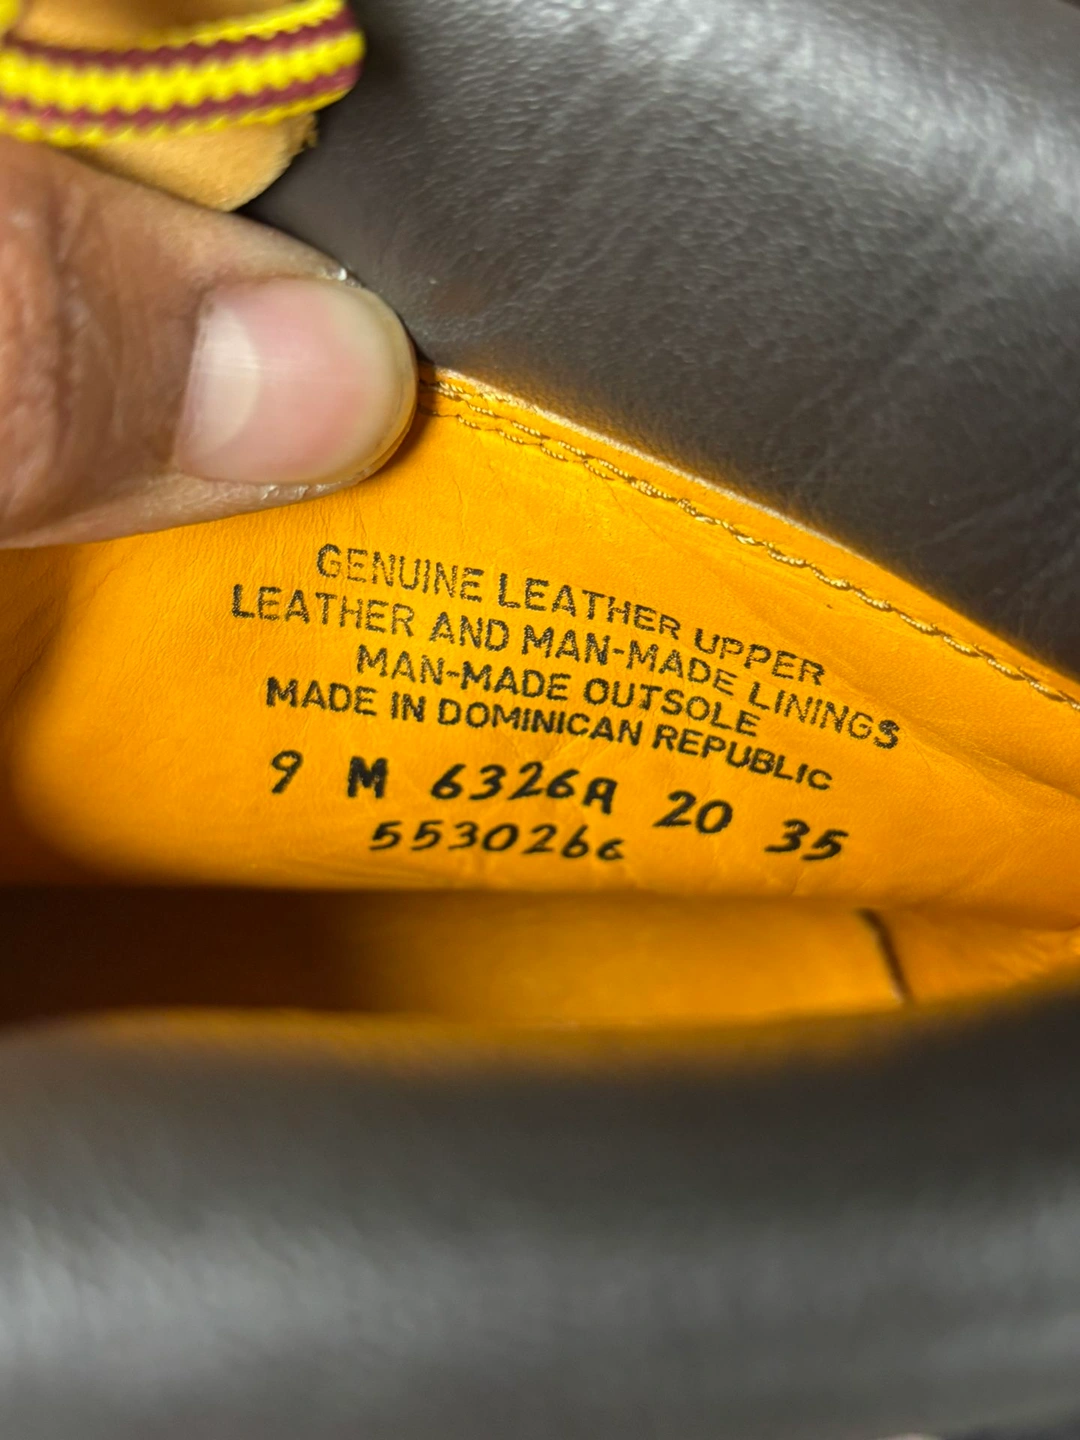 GENUINE LEATHER UPPER
LEATHER AND MAN-MADE LININGS
MAN-MADE OUTSOLE
MADE IN DOMINICAN REPUBLIC
9 M 6326A 20 35
5530266